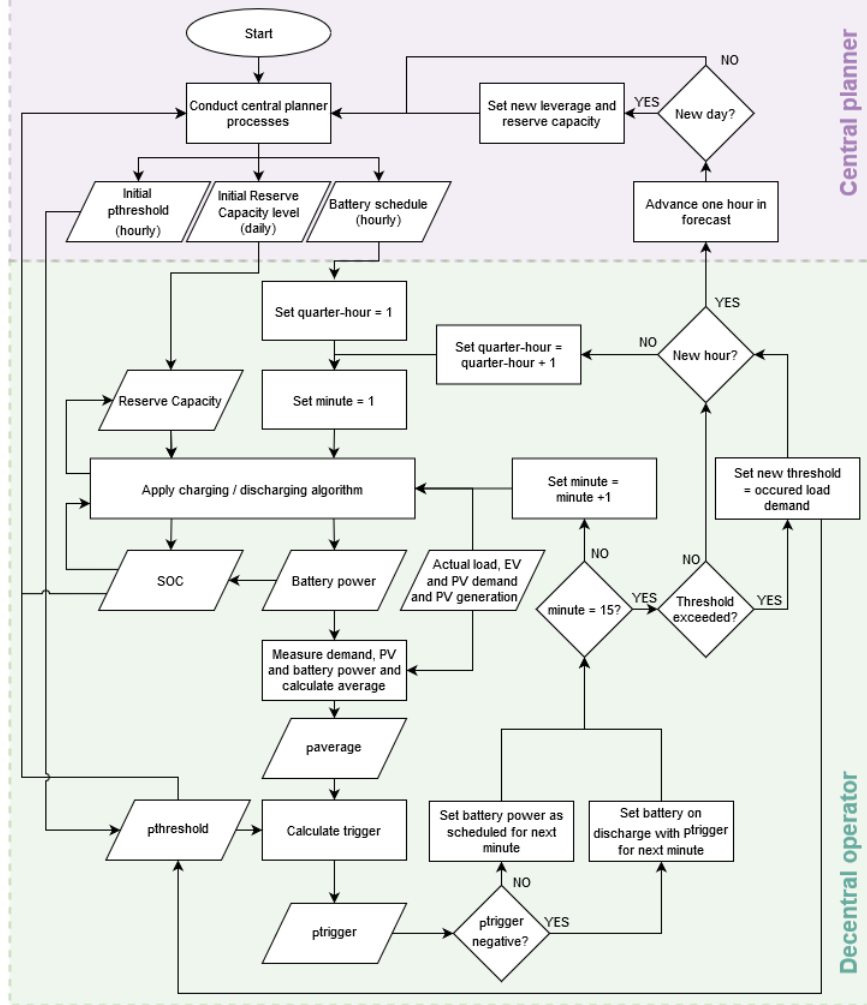 Start
Central planner
Conduct central planner
processes
Set new leverage and
reserve capacity
YES
NO
New day?
Initial
pthreshold
(hourly)
Initial Reserve
Capacity level
(daily)
Battery schedule
(hourly)
Advance one hour in
forecast
Set quarter-hour = 1
YES
Set quarter-hour =
quarter-hour + 1
NO
New hour?
Reserve Capacity
Set minute = 1
Apply charging / discharging algorithm
Set minute =
minute +1
Set new threshold
= occured load
demand
SOC
Battery power
Actual load, EV
and PV demand
and PV generation
NO
minute = 15?
YES
NO
Threshold
exceeded?
YES
Measure demand, PV
and battery power and
calculate average
paverage
pthreshold
Calculate trigger
Set battery power as
scheduled for next
minute
Set battery on
discharge with ptrigger
for next minute
ptrigger
NO
ptrigger
negative?
YES
Decentral operator